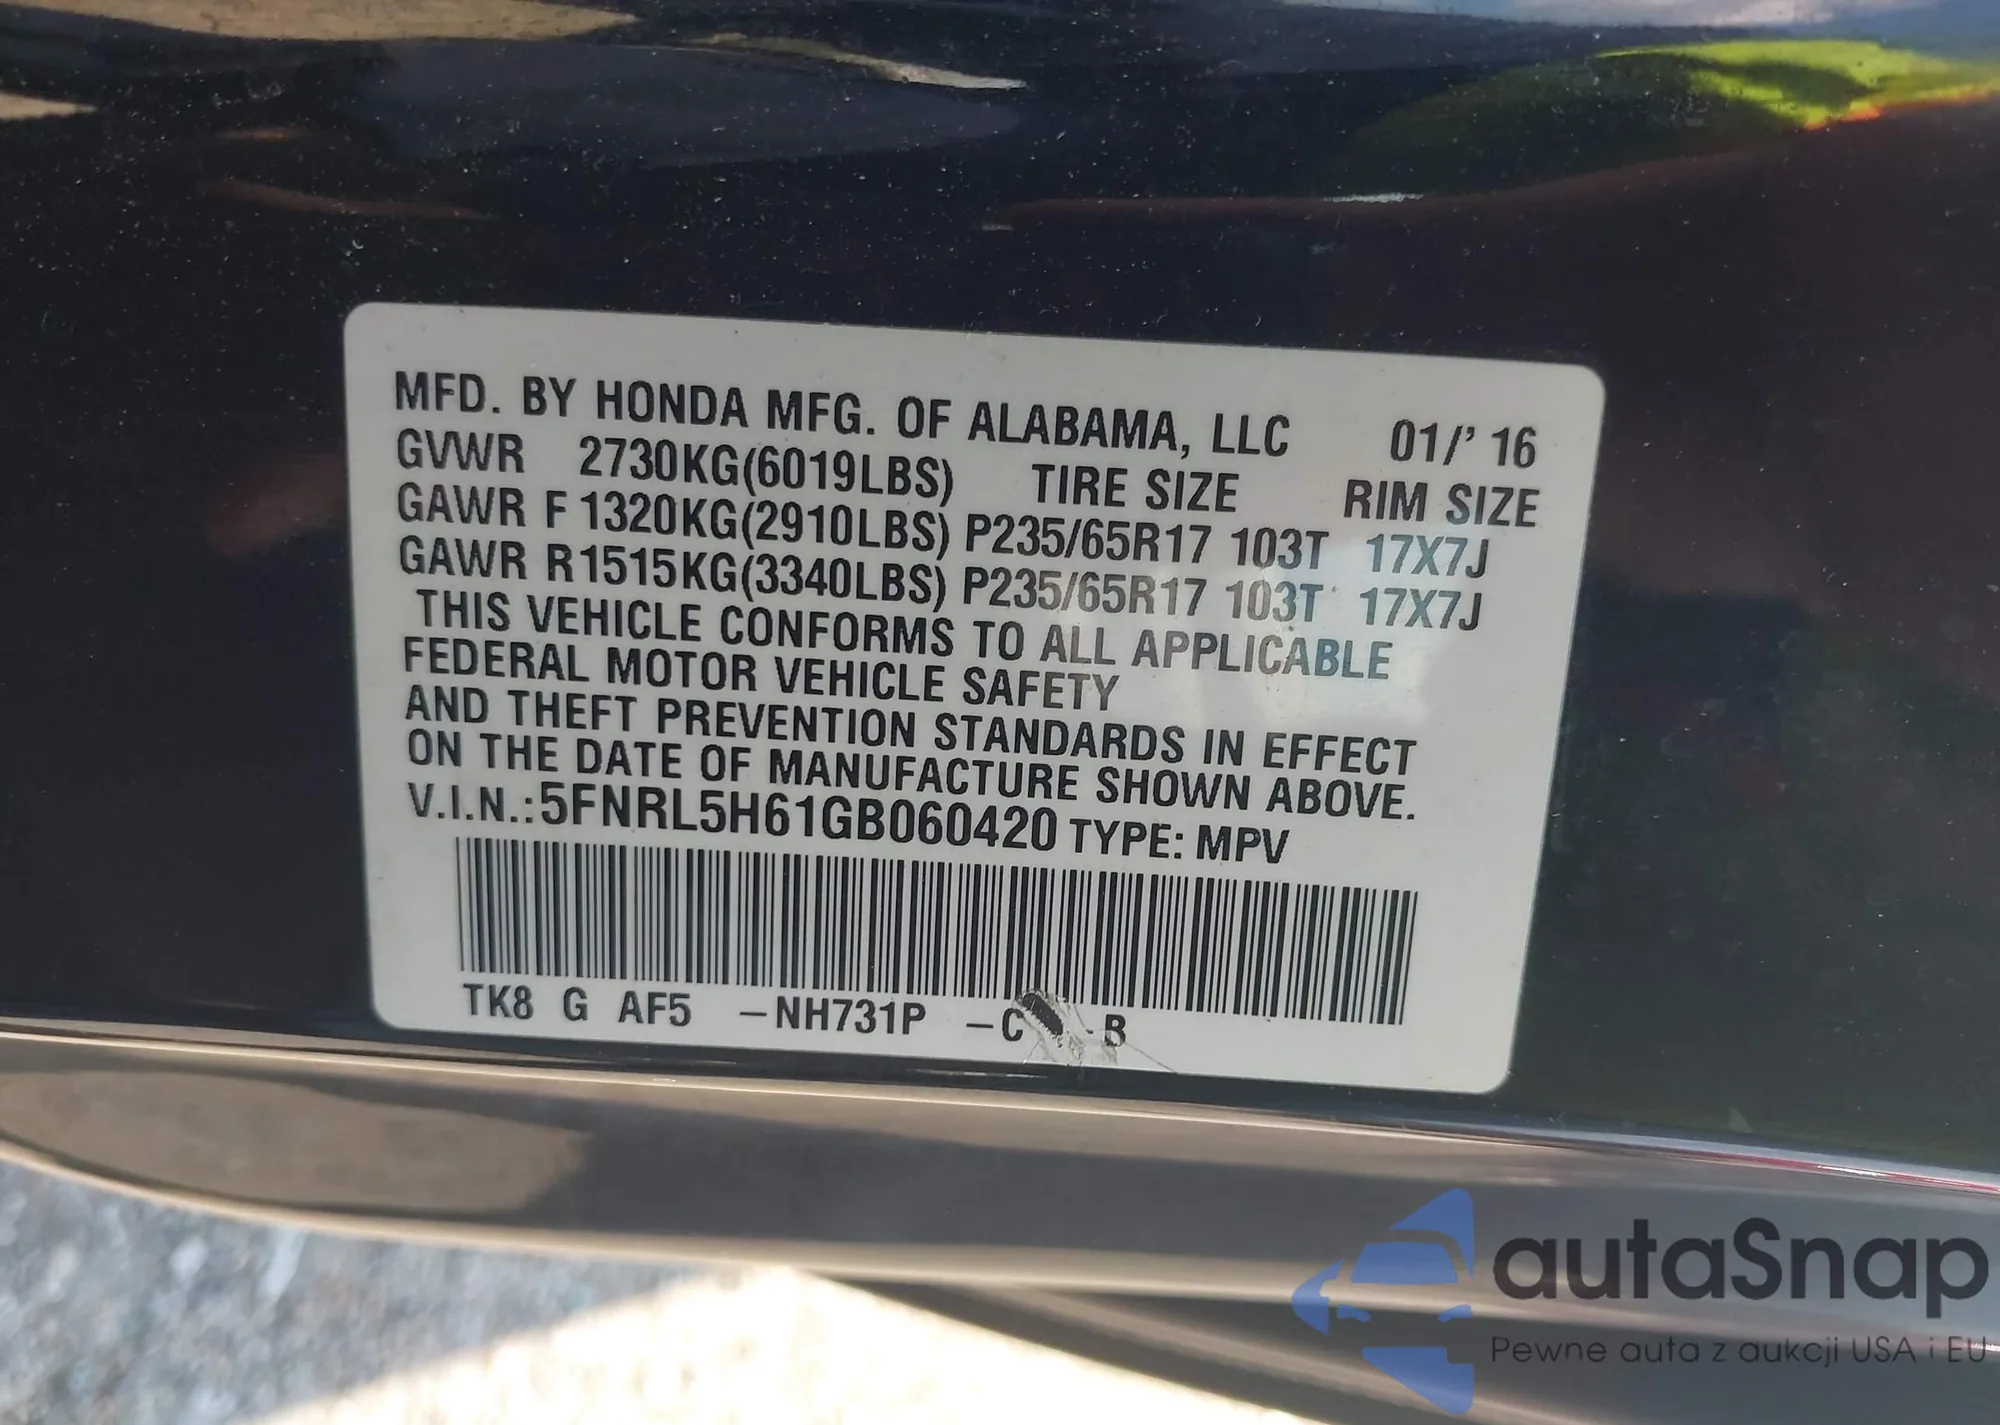 MFD. BY HONDA MFG. OF ALABAMA, LLC 01/' 16
GVWR 2730KG(6019LBS) TIRE SIZE RIM SIZE
GAWR F 1320KG(2910LBS) P235/65R17 103T 17X7J
GAWR R1515KG(3340LBS) P235/65R17 103T 17X7J
THIS VEHICLE CONFORMS TO ALL APPLICABLE
FEDERAL MOTOR VEHICLE SAFETY
AND THEFT PREVENTION STANDARDS IN EFFECT
ON THE DATE OF MANUFACTURE SHOWN ABOVE.
V.I.N.:5FNRL5H61GB060420 TYPE: MPV
TK8 G AF5 -NH731P -C - B
autaSnap
Pewne auta z aukcji USA i EU